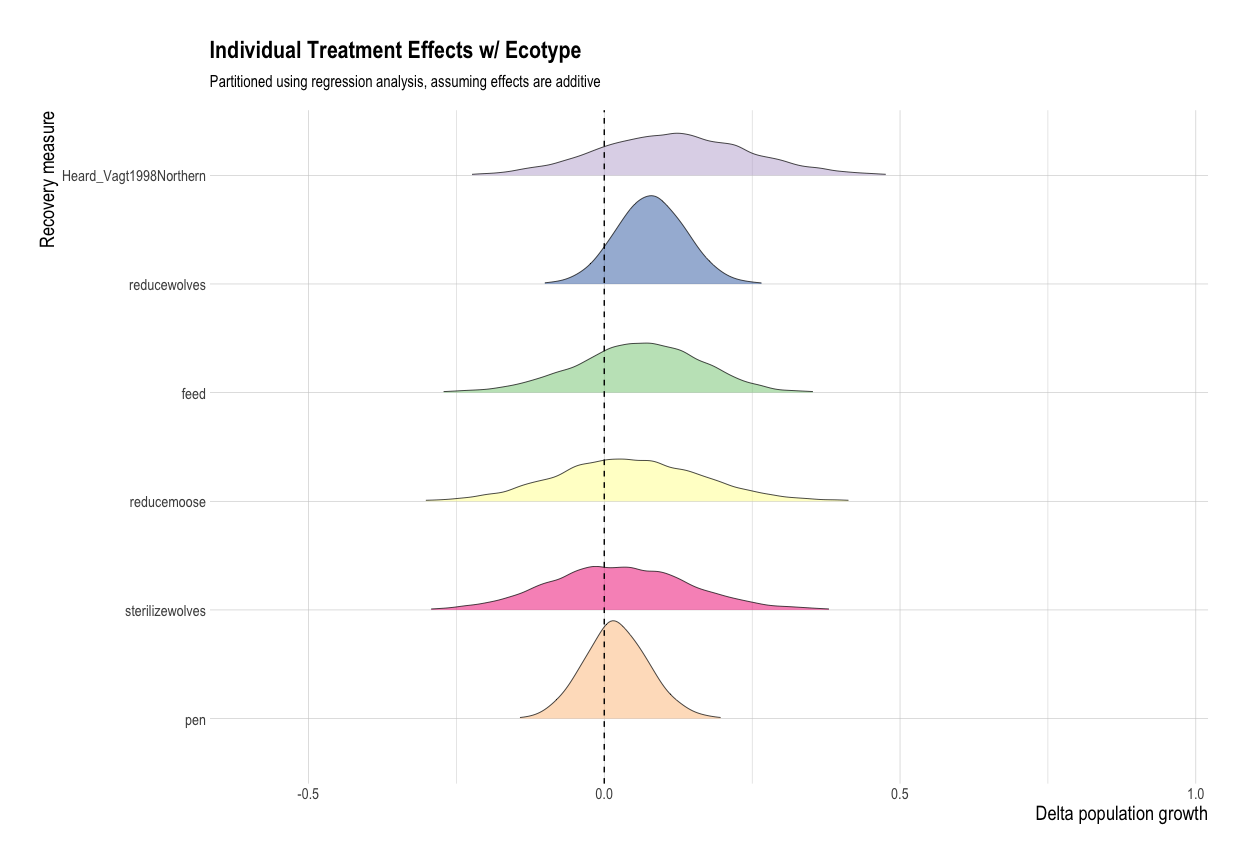 Individual Treatment Effects w/ Ecotype
Partitioned using regression analysis, assuming effects are additive
Recovery measure
Heard_Vagt1998Northern
reducewolves
feed
reducemoose
sterilizewolves
pen
-0.5 0.0 0.5 1.0
Delta population growth